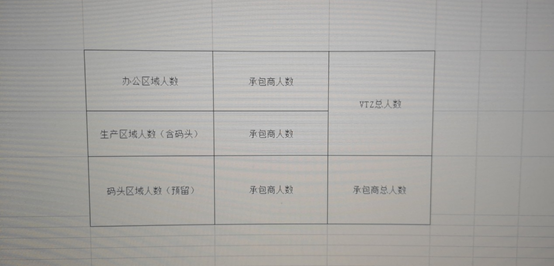 办公区域人数
承包商人数
VTZ总人数
生产区域人数（含码头）
承包商人数
码头区域人数（预留）
承包商人数
承包商总人数